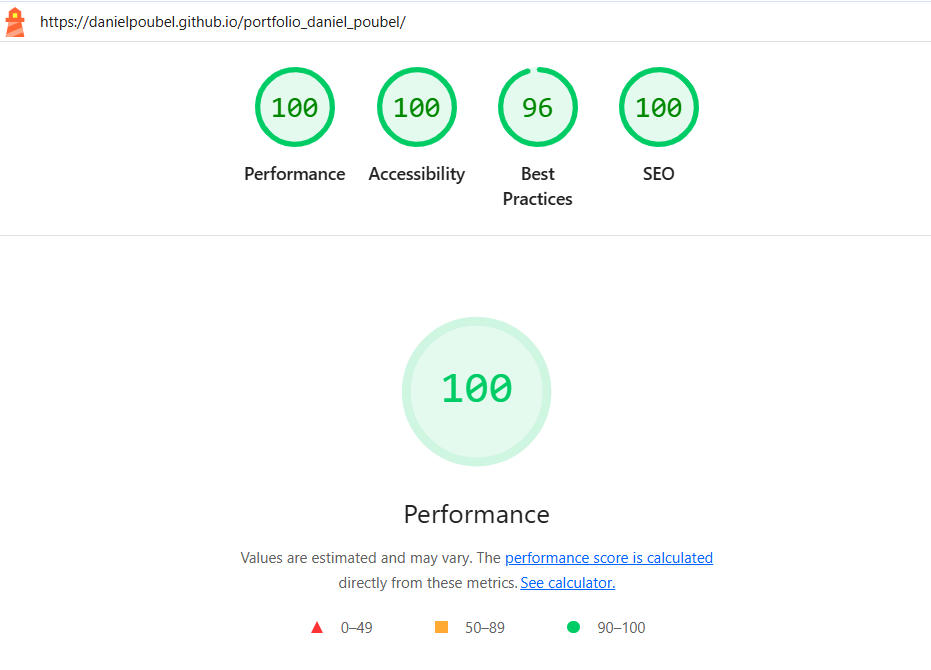 https://danielpoubel.github.io/portfolio_daniel_poubel/
100 100 96 100
Performance Accessibility Best Practices SEO
100
Performance
Values are estimated and may vary. The performance score is calculated
directly from these metrics. See calculator.
0–49 50–89 90–100